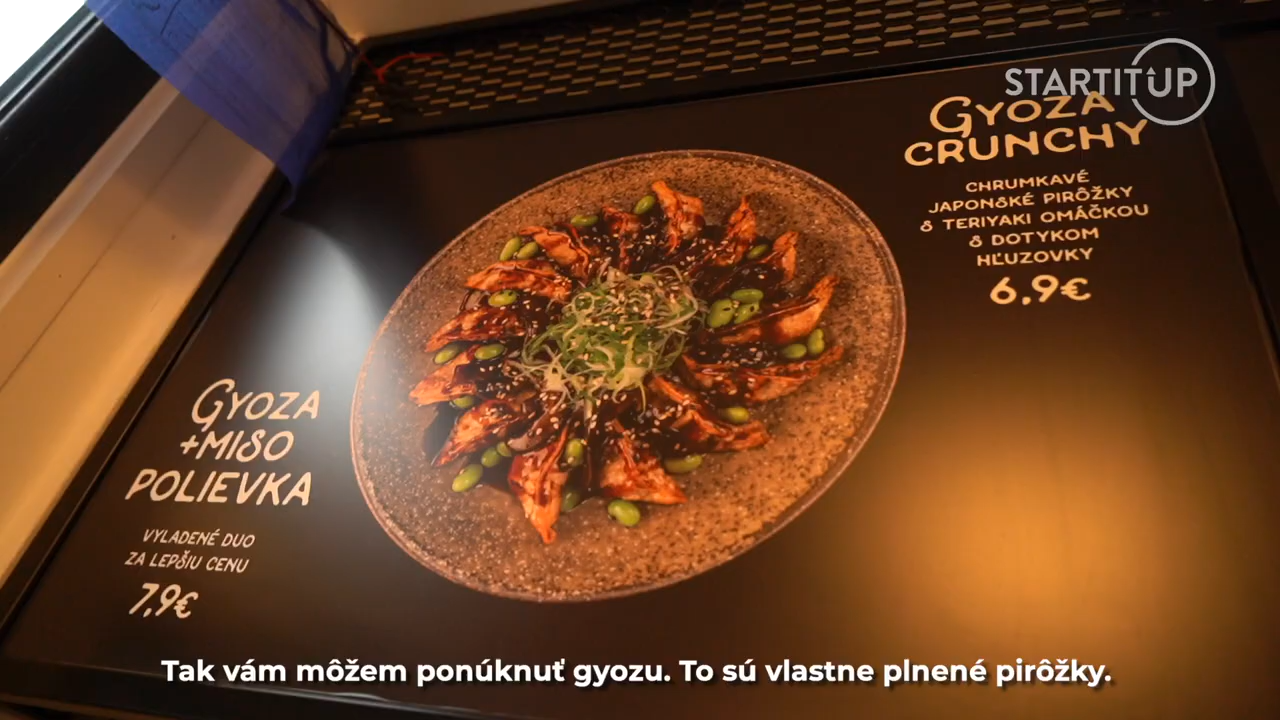 STARTITUP
GYOZA
CRUNCHY
CHRUMKAVÉ
JAPONSKÉ PIRÔŽKY
S TERIYAKI OMÁČKOU
S DOTYKOM
HĽUZOVKY
6.9€
GYOZA
+MISO
POLIEVKA
VYLADENÉ DUO
ZA LEPŠIU CENU
7.9€
Tak vám môžem ponúknuť gyozu. To sú vlastne plnené pirôžky.